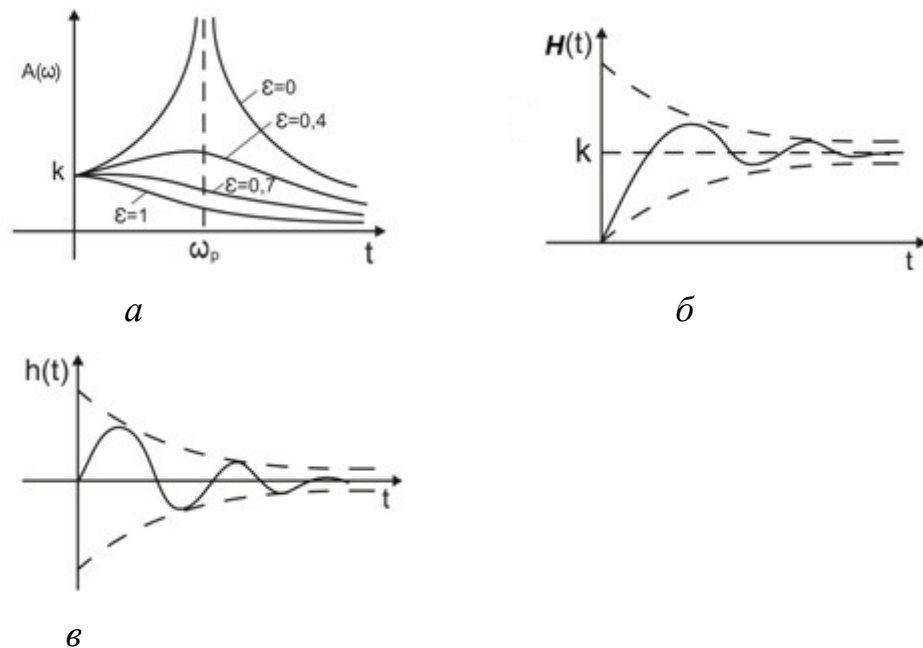 A(ω)
k
ε=0
ε=0,4
ε=0,7
ε=1
ω_p
t
а
H(t)
k
t
б
h(t)
t
в